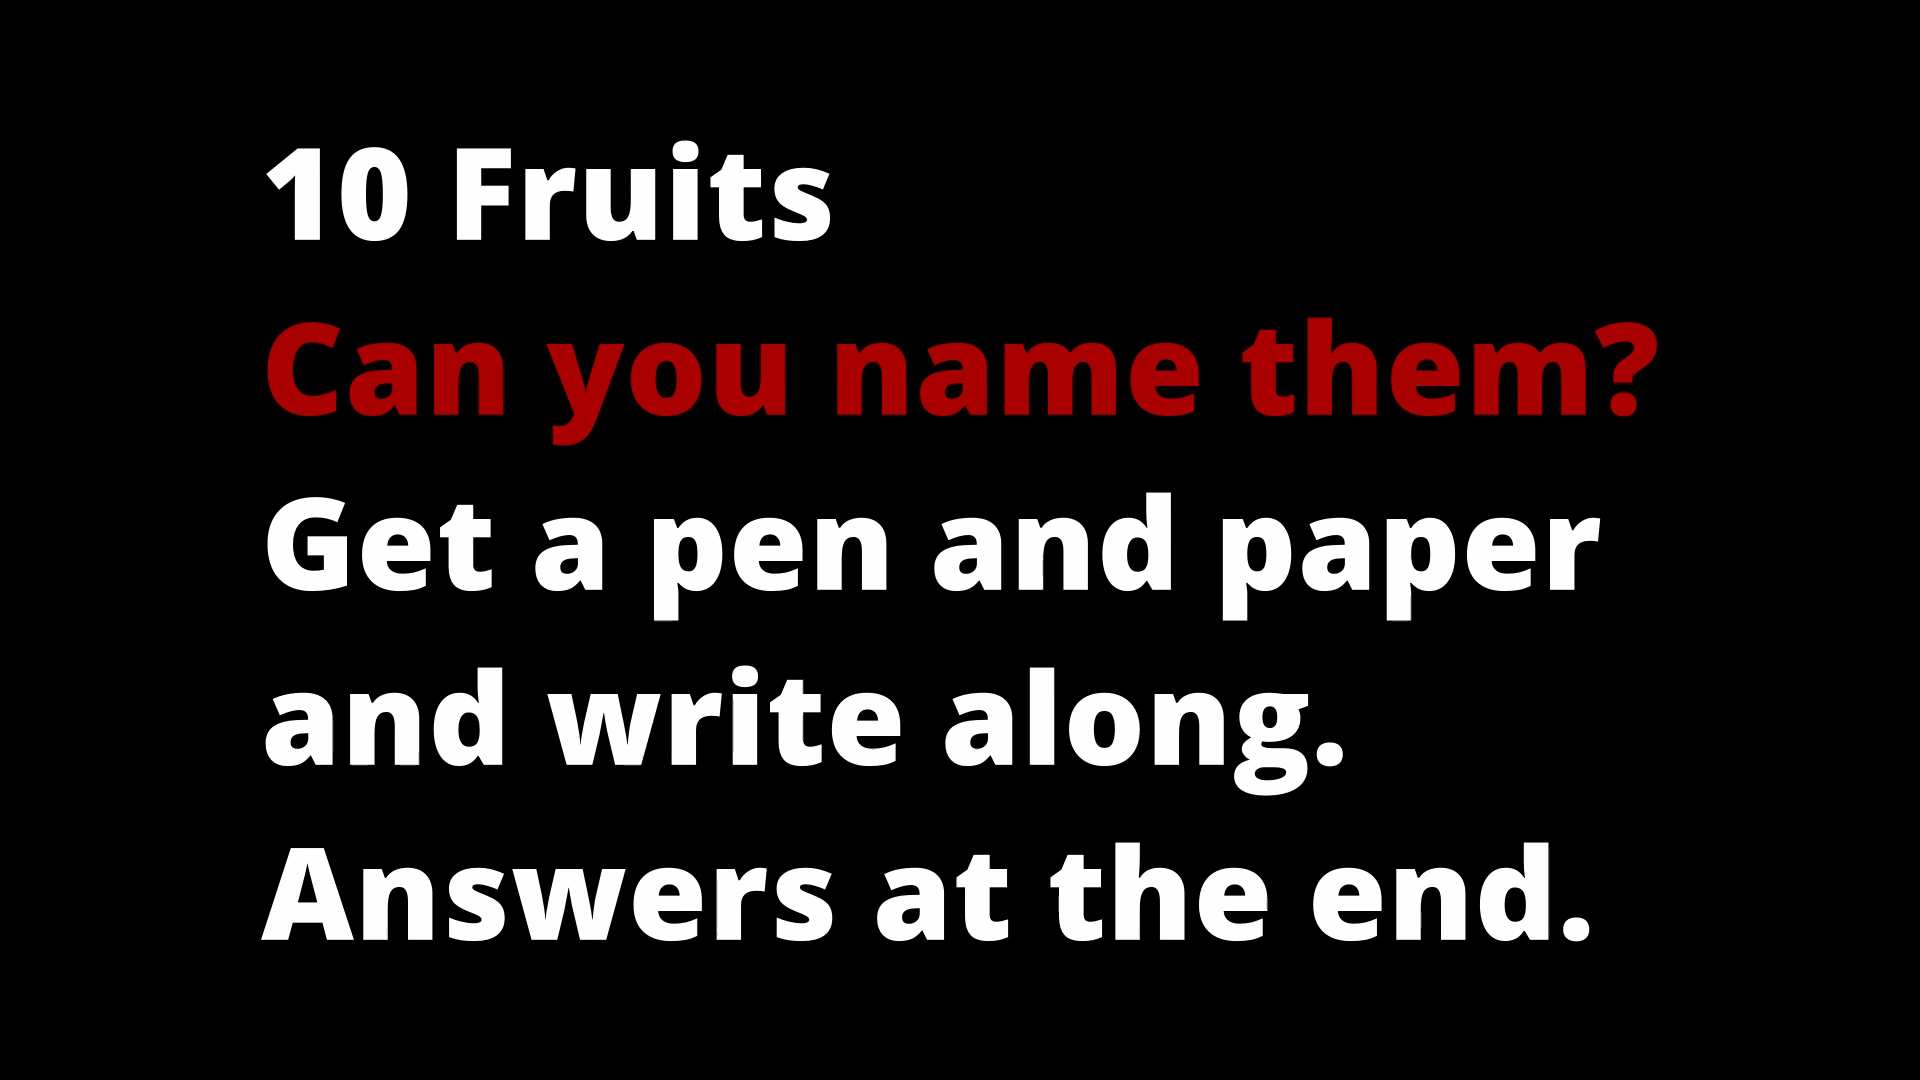 10 Fruits
Can you name them?
Get a pen and paper
and write along.
Answers at the end.